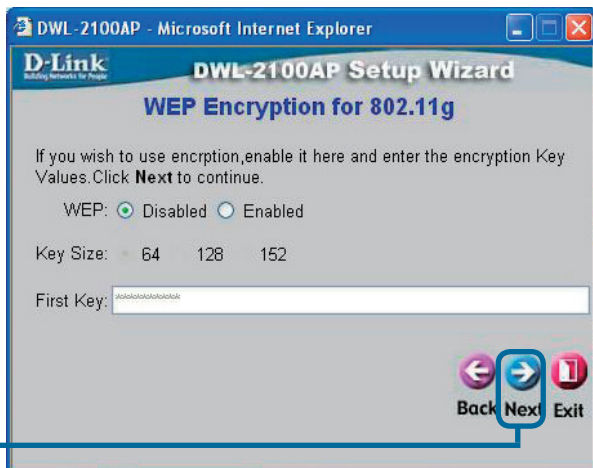 DWL-2100AP - Microsoft Internet Explorer
D-Link
Building Networks for People
DWL-2100AP Setup Wizard
WEP Encryption for 802.11g
If you wish to use encrption,enable it here and enter the encryption Key
Values.Click Next to continue.
WEP: Disabled Enabled
Key Size: 64 128 152
First Key: *************
Back Next Exit